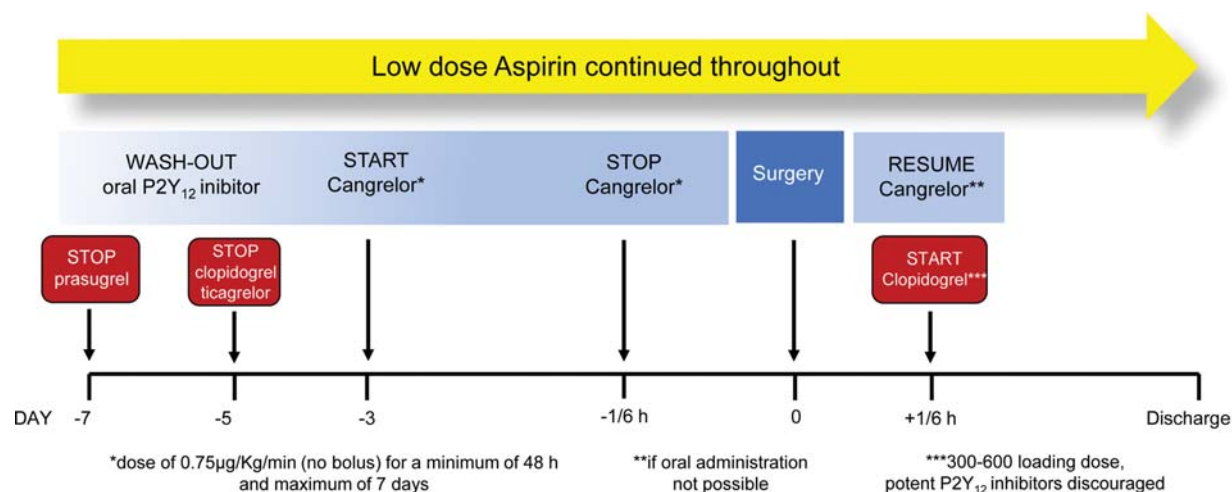 Low dose Aspirin continued throughout
WASH-OUT
oral P2Y₁₂ inibitor
START
Cangrelor*
STOP
Cangrelor*
Surgery
RESUME
Cangrelor**
STOP
prasugrel
STOP
clopidogrel
ticagrelor
START
Clopidogrel***
DAY -7 -5 -3 -1/6 h 0 +1/6 h Discharge
*dose of 0.75µg/Kg/min (no bolus) for a minimum of 48 h
and maximum of 7 days
**if oral administration
not possible
***300-600 loading dose,
potent P2Y₁₂ inhibitors discouraged